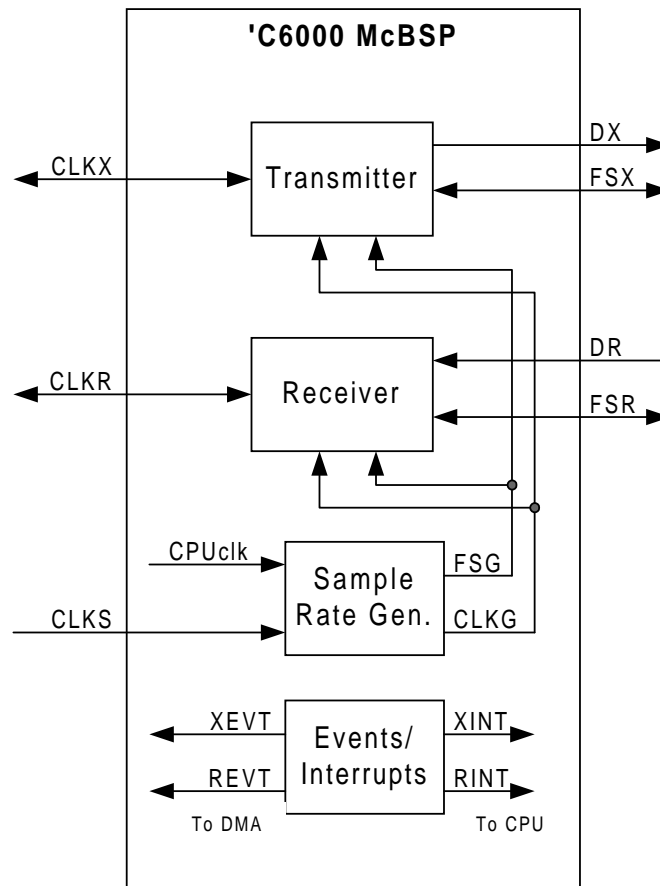 'C6000 McBSP
DX
CLKX
Transmitter
FSX
DR
CLKR
Receiver
FSR
CPUclk
Sample
Rate Gen.
FSG
CLKS
CLKG
XEVT
Events/
Interrupts
XINT
REVT
RINT
To DMA
To CPU